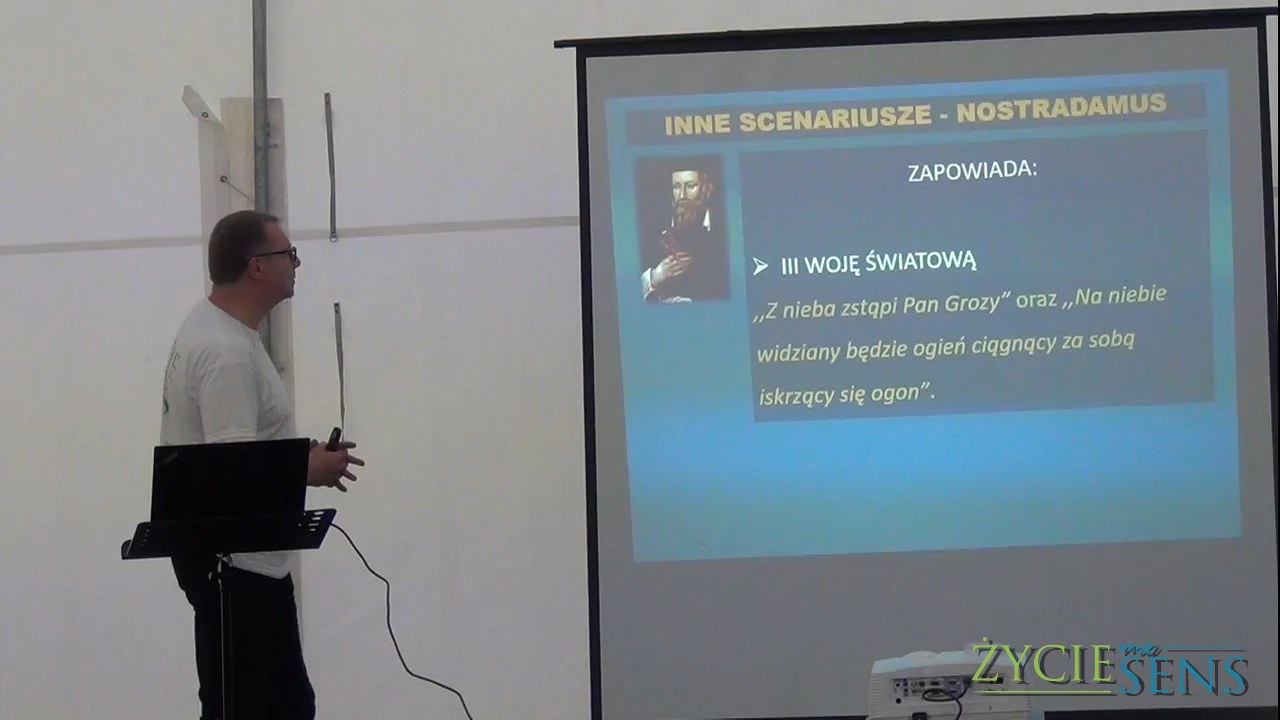 INNE SCENARIUSZE - NOSTRADAMUS
ZAPOWIADA:
III WOJĘ ŚWIATOWĄ
,,Z nieba zstąpi Pan Grozy” oraz ,,Na niebie
widziany będzie ogień ciągnący za sobą
iskrzący się ogon”.
ŻYCIE ma SENS